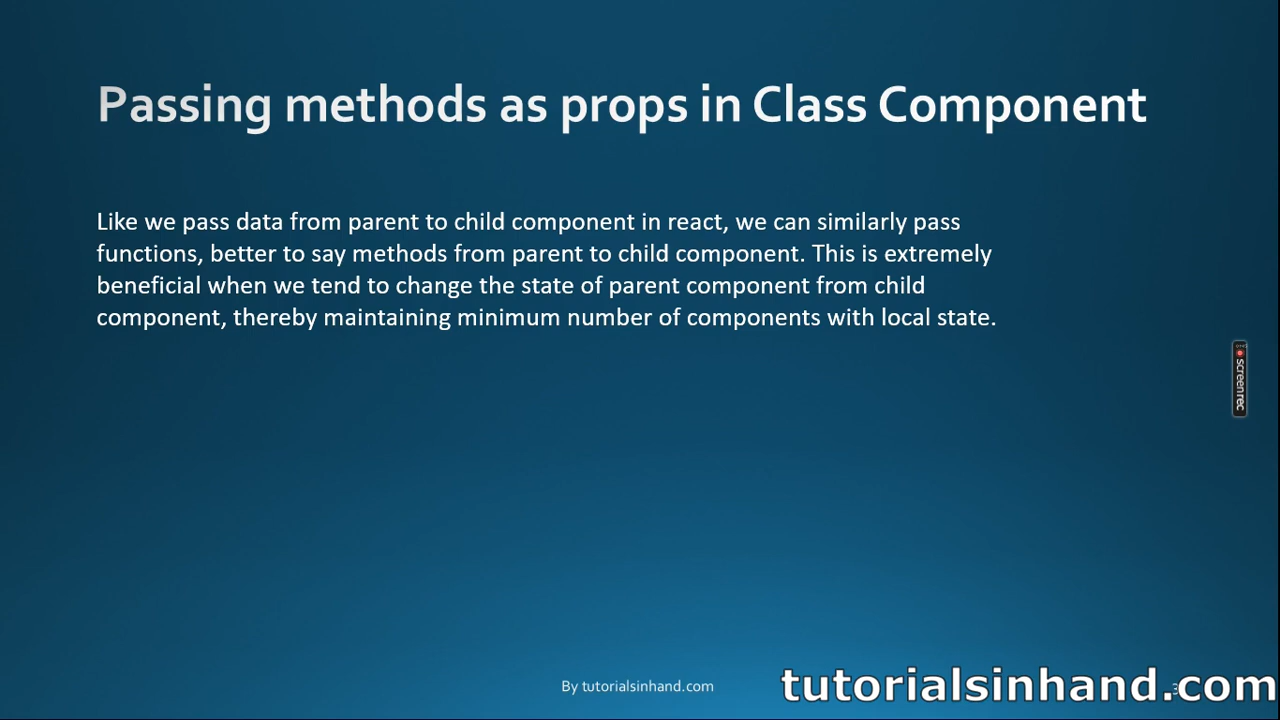 Passing methods as props in Class Component
Like we pass data from parent to child component in react, we can similarly pass
functions, better to say methods from parent to child component. This is extremely
beneficial when we tend to change the state of parent component from child
component, thereby maintaining minimum number of components with local state.
screenrec
By tutorialsinhand.com
tutorialsinhand.com